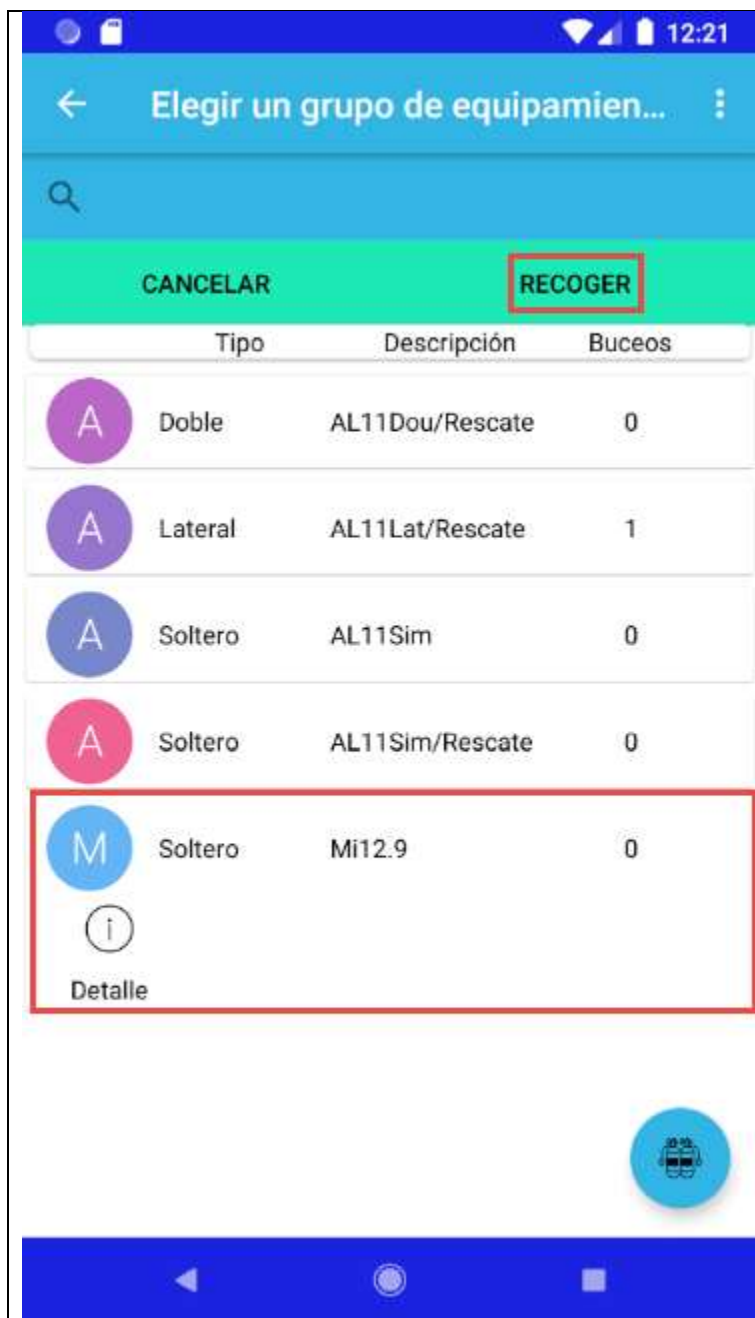 12:21
Elegir un grupo de equipamien...
CANCELAR RECOGER
Tipo Descripción Buceos
A Doble AL11Dou/Rescate 0
A Lateral AL11Lat/Rescate 1
A Soltero AL11Sim 0
A Soltero AL11Sim/Rescate 0
M Soltero Mi12.9 0
i
Detalle